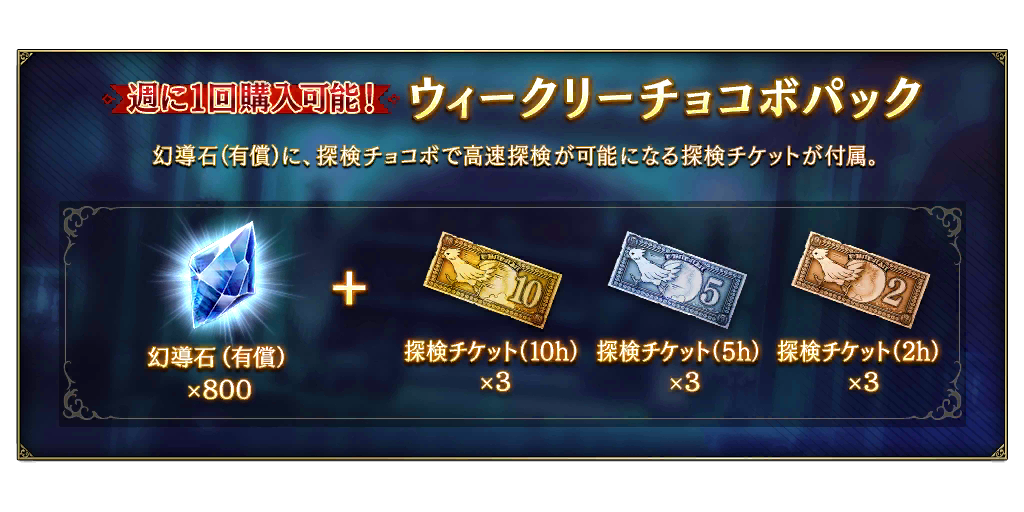 週に1回購入可能！ ウィークリーチョコボパック
幻導石(有償)に、探検チョコボで高速探検が可能になる探検チケットが付属。
10
5
2
+
幻導石(有償)
×800
探検チケット(10h) 探検チケット(5h) 探検チケット(2h)
×3 ×3 ×3